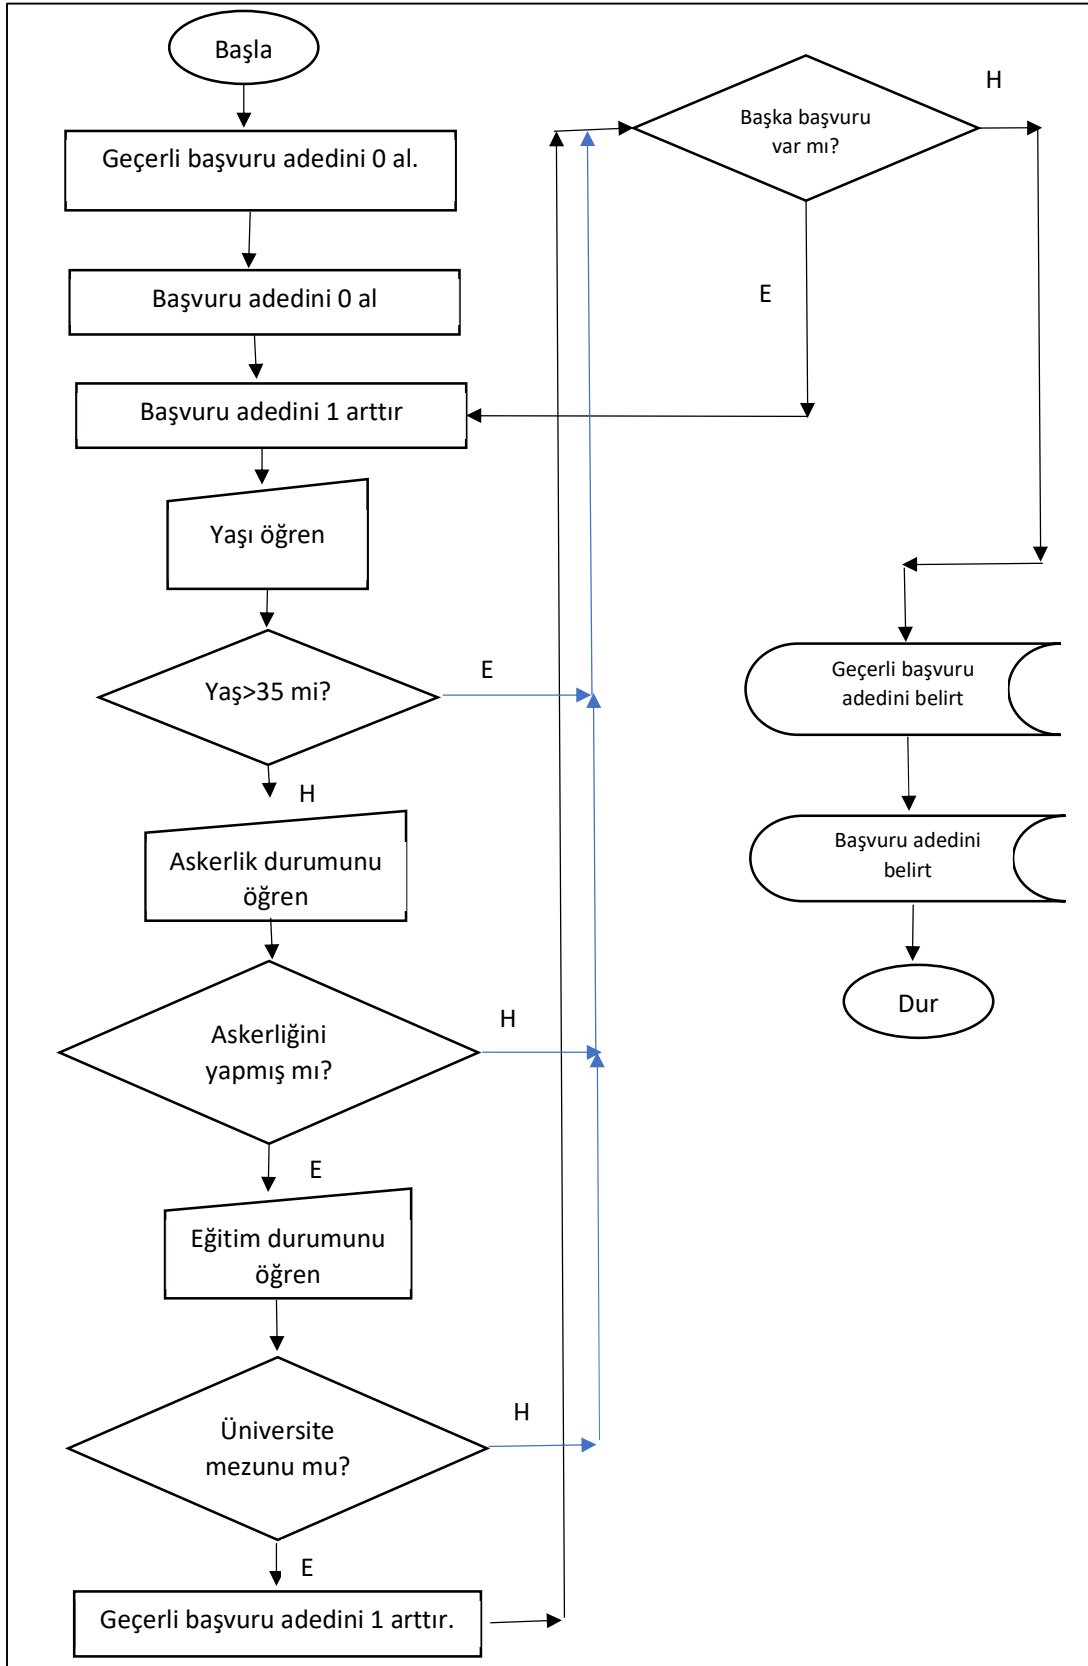 Başla
Geçerli başvuru adedini 0 al.
Başvuru adedini 0 al
Başvuru adedini 1 arttır
Yaşı öğren
Yaş>35 mi?
E
H
Askerlik durumunu
öğren
Askerliğini
yapmış mı?
H
E
Eğitim durumunu
öğren
Üniversite
mezunu mu?
H
E
Geçerli başvuru adedini 1 arttır.
Başka başvuru
var mı?
H
E
Geçerli başvuru
adedini belirt
Başvuru adedini
belirt
Dur